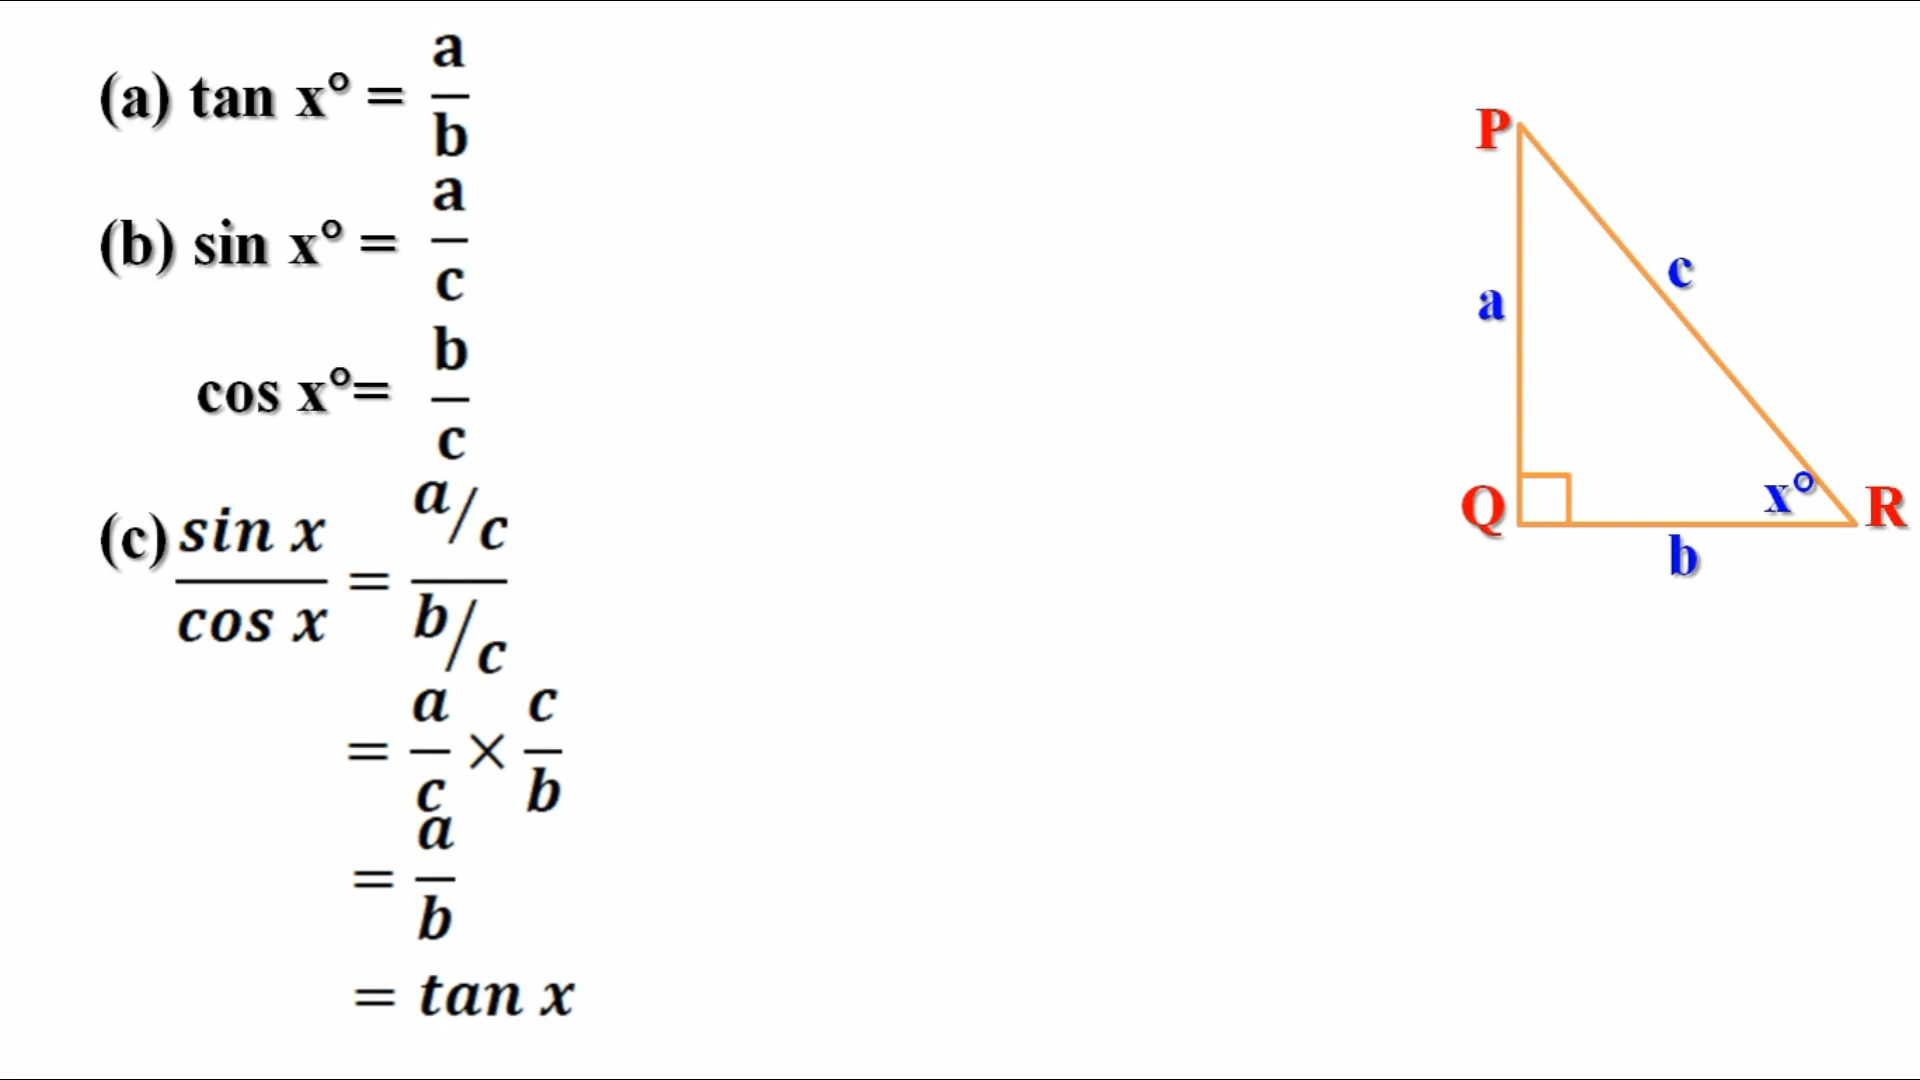 (a) tan x° = a/b
(b) sin x° = a/c
cos x°= b/c
(c) sin x / cos x = a/c / b/c
= a/c × c/b
= a/b
= tan x
P
c
a
Q
x°
R
b